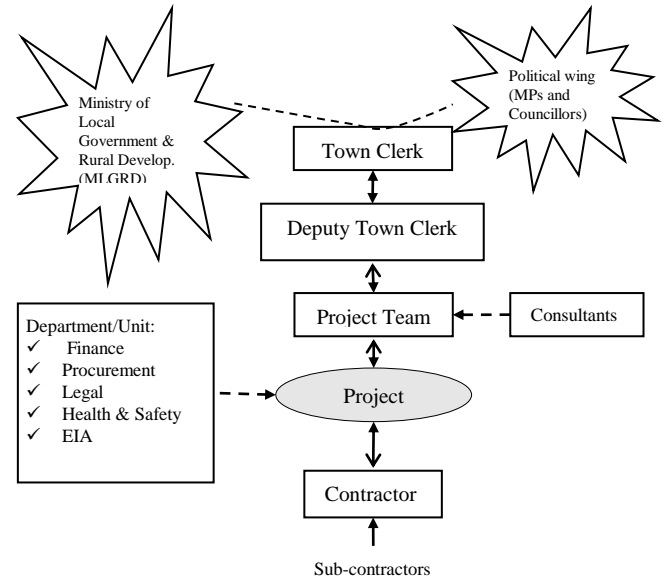 Ministry of
Local
Government &
Rural Develop.
(MLGRD)
Political wing
(MPs and
Councillors)
Town Clerk
Deputy Town Clerk
Project Team
Consultants
Department/Unit:
✓ Finance
✓ Procurement
✓ Legal
✓ Health & Safety
✓ EIA
Project
Contractor
Sub-contractors